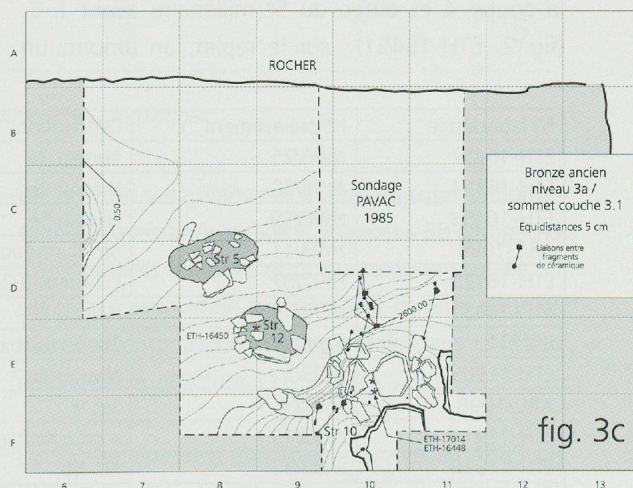 A
B
C
D
E
F
ROCHER
Sondage
PAVAC
1985
Bronze ancien
niveau 3a /
sommet couche 3.1
Equidistances 5 cm
Liaisons entre
fragments
de céramique
0.50
Str 5
2600.00
ETH-16450
Str
12
Str 10
ETH-17014
ETH-16448
fig. 3c
6
7
8
9
10
11
12
13